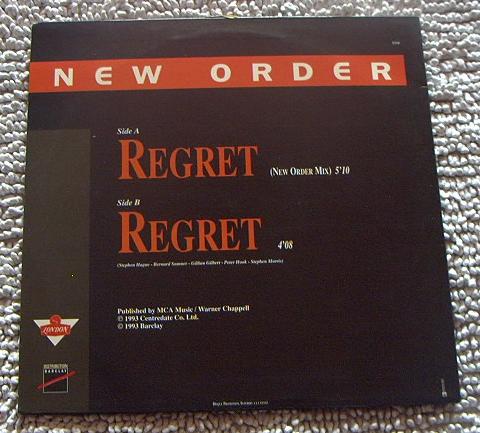 NEW ORDER
Side A
REGRET (NEW ORDER MIX) 5'10
Side B
REGRET 4'08
(Stephen Hague - Bernard Sumner - Gillian Gilbert - Peter Hook - Stephen Morris)
Published by MCA Music / Warner Chappell
℗ 1993 Centredate Co. Ltd.
© 1993 Barclay
LONDON
DISTRIBUTION
BARCLAY